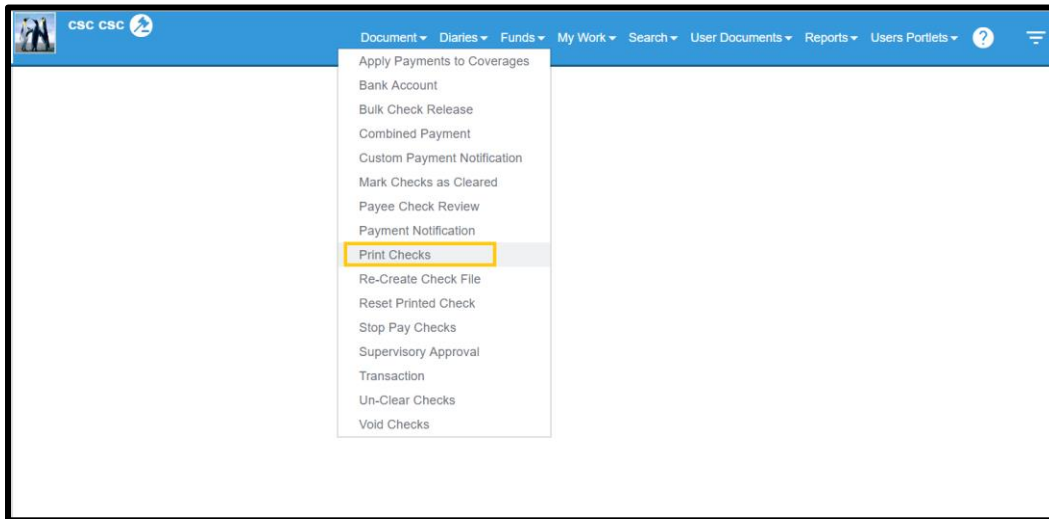 csc csc
Document Diaries Funds My Work Search User Documents Reports Users Portlets ?
Apply Payments to Coverages
Bank Account
Bulk Check Release
Combined Payment
Custom Payment Notification
Mark Checks as Cleared
Payee Check Review
Payment Notification
Print Checks
Re-Create Check File
Reset Printed Check
Stop Pay Checks
Supervisory Approval
Transaction
Un-Clear Checks
Void Checks